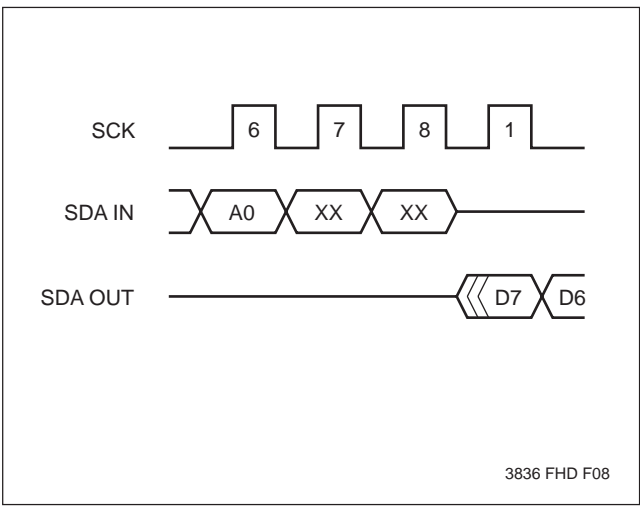 SCK 6 7 8 1
SDA IN A0 XX XX
SDA OUT D7 D6
3836 FHD F08